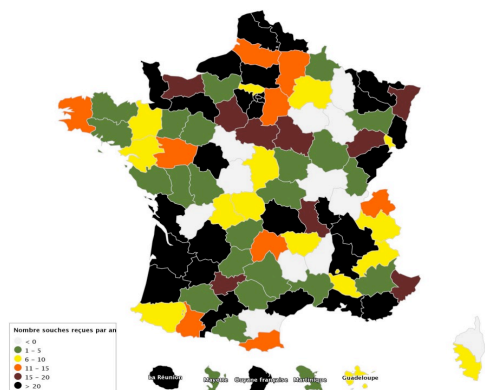 Nombre souches reçues par an
< 0
1 – 5
6 – 10
11 – 15
15 – 20
> 20
La Réunion
Mayotte
Guyane française
Martinique
Guadeloupe